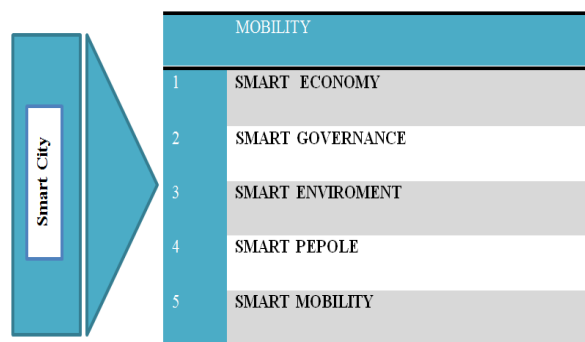 Smart City
MOBILITY
1 SMART ECONOMY
2 SMART GOVERNANCE
3 SMART ENVIROMENT
4 SMART PEPOLE
5 SMART MOBILITY